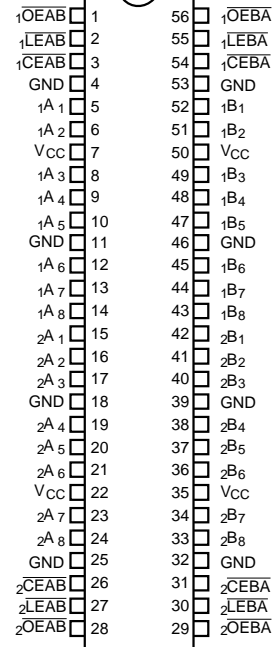 1OEAB 1 56 1OEBA
1LEAB 2 55 1LEBA
1CEAB 3 54 1CEBA
GND 4 53 GND
1A1 5 52 1B1
1A2 6 51 1B2
VCC 7 50 VCC
1A3 8 49 1B3
1A4 9 48 1B4
1A5 10 47 1B5
GND 11 46 GND
1A6 12 45 1B6
1A7 13 44 1B7
1A8 14 43 1B8
2A1 15 42 2B1
2A2 16 41 2B2
2A3 17 40 2B3
GND 18 39 GND
2A4 19 38 2B4
2A5 20 37 2B5
2A6 21 36 2B6
VCC 22 35 VCC
2A7 23 34 2B7
2A8 24 33 2B8
GND 25 32 GND
2CEAB 26 31 2CEBA
2LEAB 27 30 2LEBA
2OEAB 28 29 2OEBA